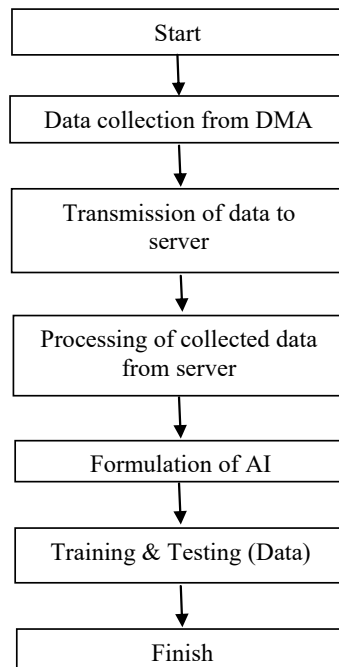 Start
Data collection from DMA
Transmission of data to
server
Processing of collected data
from server
Formulation of AI
Training & Testing (Data)
Finish